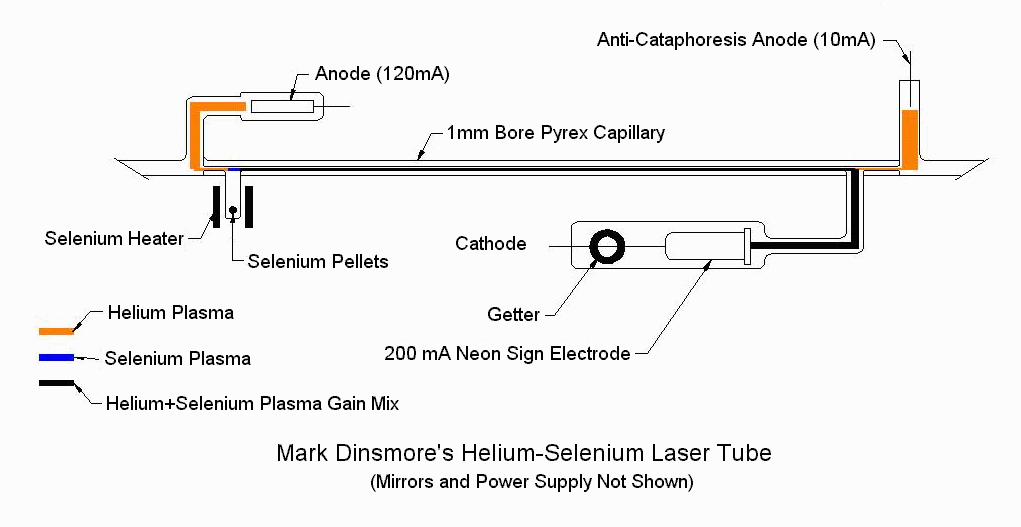 Anti-Cataphoresis Anode (10mA)
Anode (120mA)
1mm Bore Pyrex Capillary
Selenium Heater
Selenium Pellets
Cathode
Getter
200 mA Neon Sign Electrode
Helium Plasma
Selenium Plasma
Helium+Selenium Plasma Gain Mix
Mark Dinsmore's Helium-Selenium Laser Tube
(Mirrors and Power Supply Not Shown)